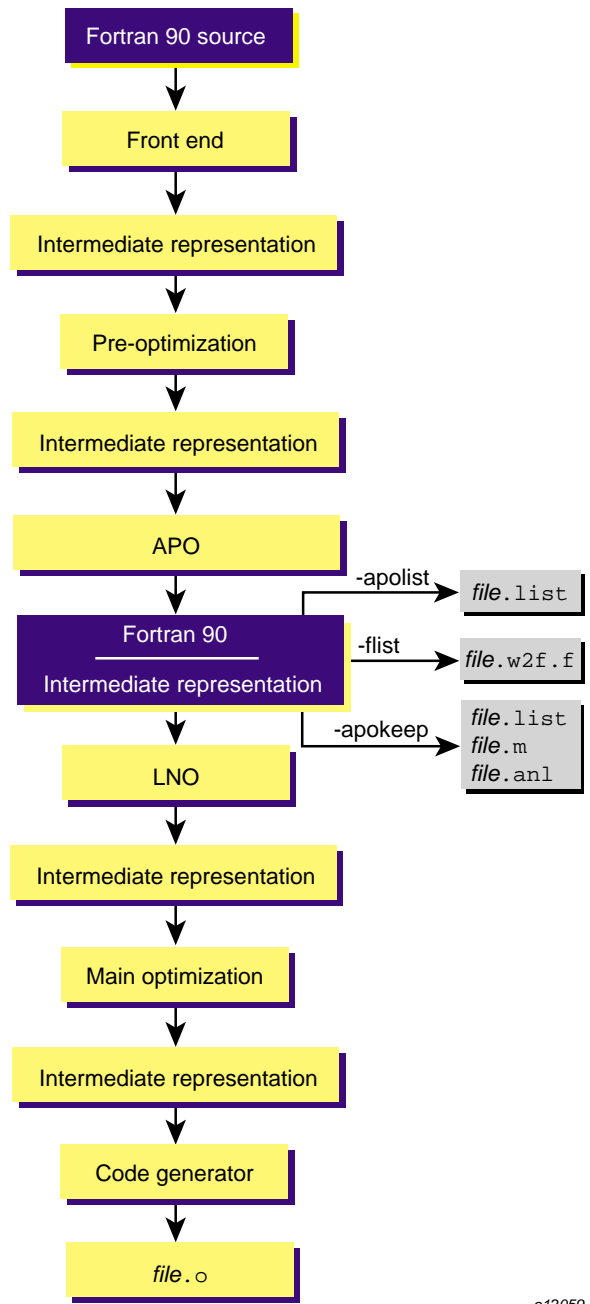 Fortran 90 source
Front end
Intermediate representation
Pre-optimization
Intermediate representation
APO
-apolist
file.list
Fortran 90
Intermediate representation
-flist
file.w2f.f
-apokeep
file.list
file.m
file.anl
LNO
Intermediate representation
Main optimization
Intermediate representation
Code generator
file.o